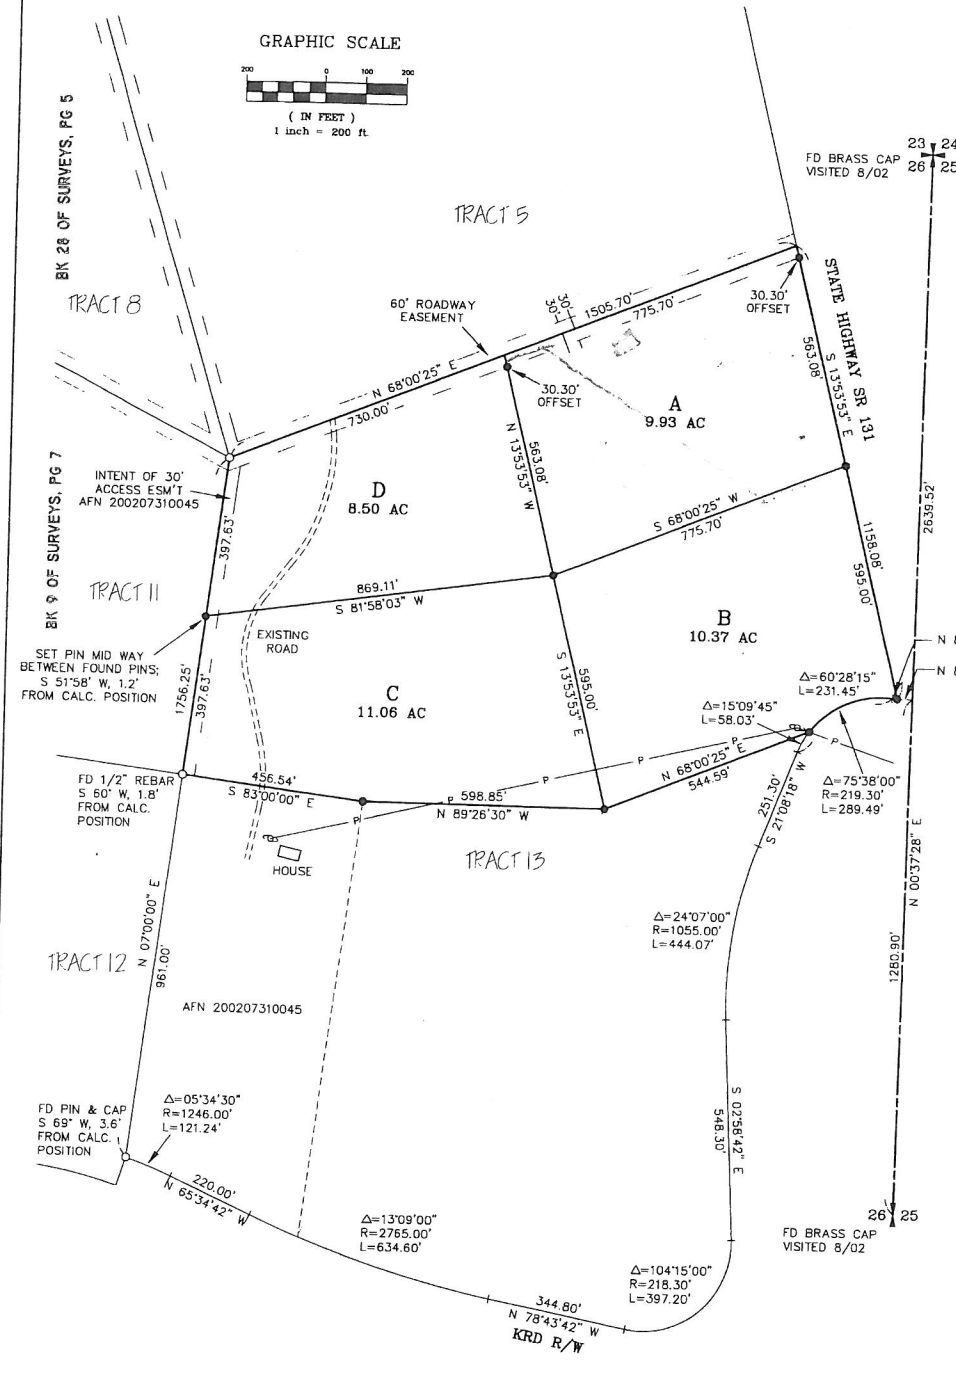 GRAPHIC SCALE
200 0 100 200
( IN FEET )
1 inch = 200 ft.
BK 28 OF SURVEYS, PG 5
23 24
26 25
FD BRASS CAP
VISITED 8/02
TRACT 5
TRACT 8
60' ROADWAY
EASEMENT
30'
30'
1505.70'
775.70'
30.30'
OFFSET
STATE HIGHWAY SR 131
N 68°00'25" E
730.00'
30.30'
OFFSET
563.08'
S 13°53'53" E
A
9.93 AC
INTENT OF 30'
ACCESS ESM'T
AFN 200207310045
D
8.50 AC
563.08'
N 13°53'53" W
S 68°00'25" W
775.70'
2639.52'
BK 9 OF SURVEYS, PG 7
397.63'
1158.08'
595.00'
TRACT 11
869.11'
S 81°58'03" W
B
10.37 AC
EXISTING
ROAD
SET PIN MID WAY
BETWEEN FOUND PINS;
S 51°58' W, 1.2'
FROM CALC. POSITION
N
N
1756.25'
397.63'
C
11.06 AC
595.00'
S 13°53'53" E
△=60°28'15"
L=231.45'
△=15°09'45"
L=58.03'
P P P P P P
N 68°00'25" E
544.59'
△=75°38'00"
R=219.30'
L=289.49'
FD 1/2" REBAR
S 60° W, 1.8'
FROM CALC.
POSITION
456.54'
S 83°00'00" E
598.85'
N 89°26'30" W
251.30'
S 21°08'18" W
HOUSE
TRACT 13
N 00°37'28" E
1280.90'
△=24°07'00"
R=1055.00'
L=444.07'
N 07°00'00" E
961.00'
TRACT 12
AFN 200207310045
FD PIN & CAP
S 69° W, 3.6'
FROM CALC.
POSITION
△=05°34'30"
R=1246.00'
L=121.24'
S 02°58'42" E
548.30'
220.00'
N 65°34'42" W
△=13°09'00"
R=2765.00'
L=634.60'
26 25
FD BRASS CAP
VISITED 8/02
△=104°15'00"
R=218.30'
L=397.20'
344.80'
N 78°43'42" W
KRD R/W